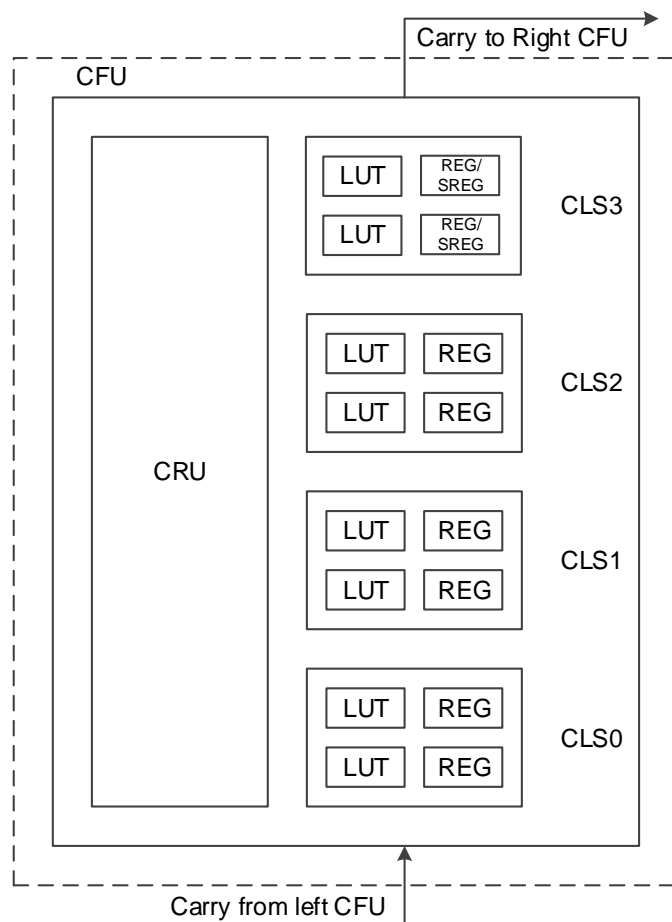 Carry to Right CFU
CFU
LUT
REG/
SREG
LUT
REG/
SREG
CLS3
LUT REG
LUT REG
CLS2
CRU
LUT REG
LUT REG
CLS1
LUT REG
LUT REG
CLS0
Carry from left CFU